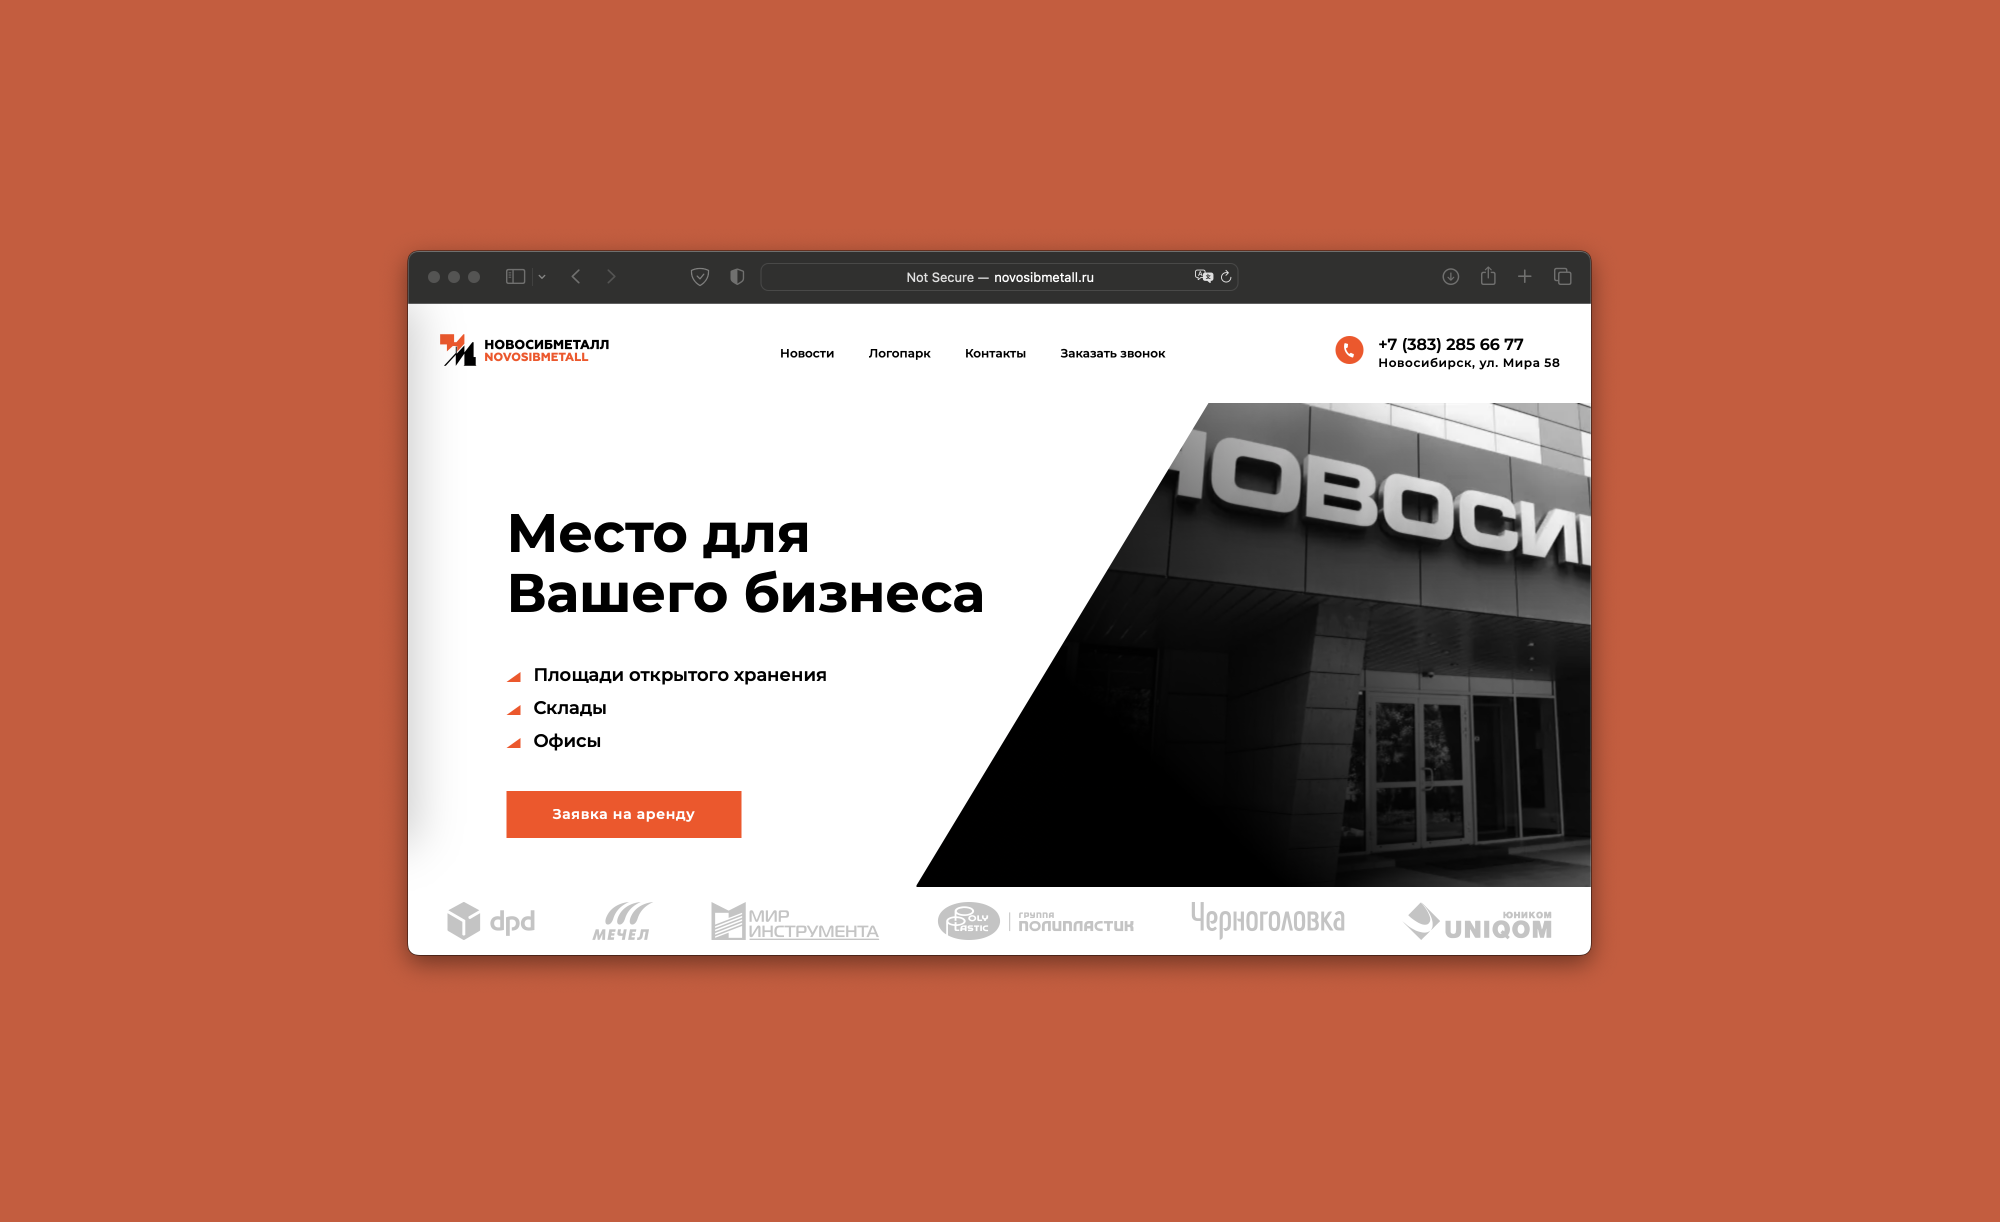 Not Secure — novosibmetall.ru
НОВОСИБМЕТАЛЛ
NOVOSIBMETALL
Новости
Логопарк
Контакты
Заказать звонок
+7 (383) 285 66 77
Новосибирск, ул. Мира 58
НОВОСИ
Место для
Вашего бизнеса
Площади открытого хранения
Склады
Офисы
Заявка на аренду
dpd
МЕЧЕЛ
МИР
ИНСТРУМЕНТА
POLY
PLASTIC
ГРУППА
ПОЛИПЛАСТИК
Черноголовка
ЮНИКОМ
UNIQOM